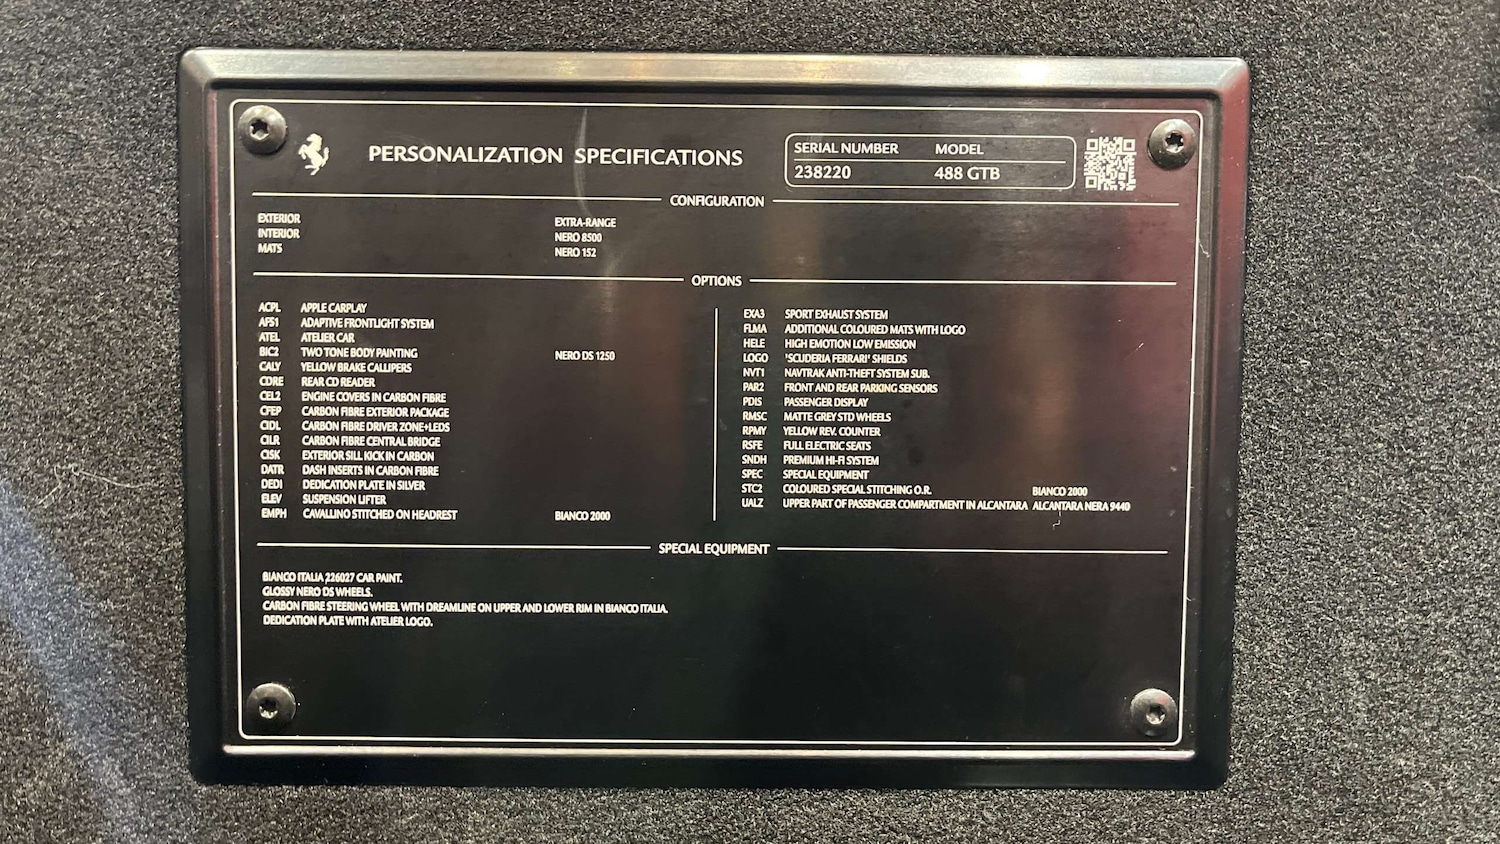 PERSONALIZATION SPECIFICATIONS
SERIAL NUMBER MODEL
238220 488 GTB
CONFIGURATION
EXTERIOR EXTRA-RANGE
INTERIOR NERO 8500
MATS NERO 152
OPTIONS
ACPL APPLE CARPLAY
AFS1 ADAPTIVE FRONTLIGHT SYSTEM
ATEL ATELIER CAR
BIC2 TWO TONE BODY PAINTING NERO DS 1250
CALY YELLOW BRAKE CALLIPERS
CDRE REAR CD READER
CEL2 ENGINE COVERS IN CARBON FIBRE
CFEP CARBON FIBRE EXTERIOR PACKAGE
CIDL CARBON FIBRE DRIVER ZONE+LEDS
CILR CARBON FIBRE CENTRAL BRIDGE
CISK EXTERIOR SILL KICK IN CARBON
DATR DASH INSERTS IN CARBON FIBRE
DEDI DEDICATION PLATE IN SILVER
ELEV SUSPENSION LIFTER
EMPH CAVALLINO STITCHED ON HEADREST BIANCO 2000
EXA3 SPORT EXHAUST SYSTEM
FLMA ADDITIONAL COLOURED MATS WITH LOGO
HELE HIGH EMOTION LOW EMISSION
LOGO 'SCUDERIA FERRARI' SHIELDS
NVT1 NAVTRAK ANTI-THEFT SYSTEM SUB.
PAR2 FRONT AND REAR PARKING SENSORS
PDIS PASSENGER DISPLAY
RMSC MATTE GREY STD WHEELS
RPMY YELLOW REV. COUNTER
RSFE FULL ELECTRIC SEATS
SNDH PREMIUM HI-FI SYSTEM
SPEC SPECIAL EQUIPMENT
STC2 COLOURED SPECIAL STITCHING O.R. BIANCO 2000
UALZ UPPER PART OF PASSENGER COMPARTMENT IN ALCANTARA ALCANTARA NERA 9440
SPECIAL EQUIPMENT
BIANCO ITALIA 226027 CAR PAINT.
GLOSSY NERO DS WHEELS.
CARBON FIBRE STEERING WHEEL WITH DREAMLINE ON UPPER AND LOWER RIM IN BIANCO ITALIA.
DEDICATION PLATE WITH ATELIER LOGO.